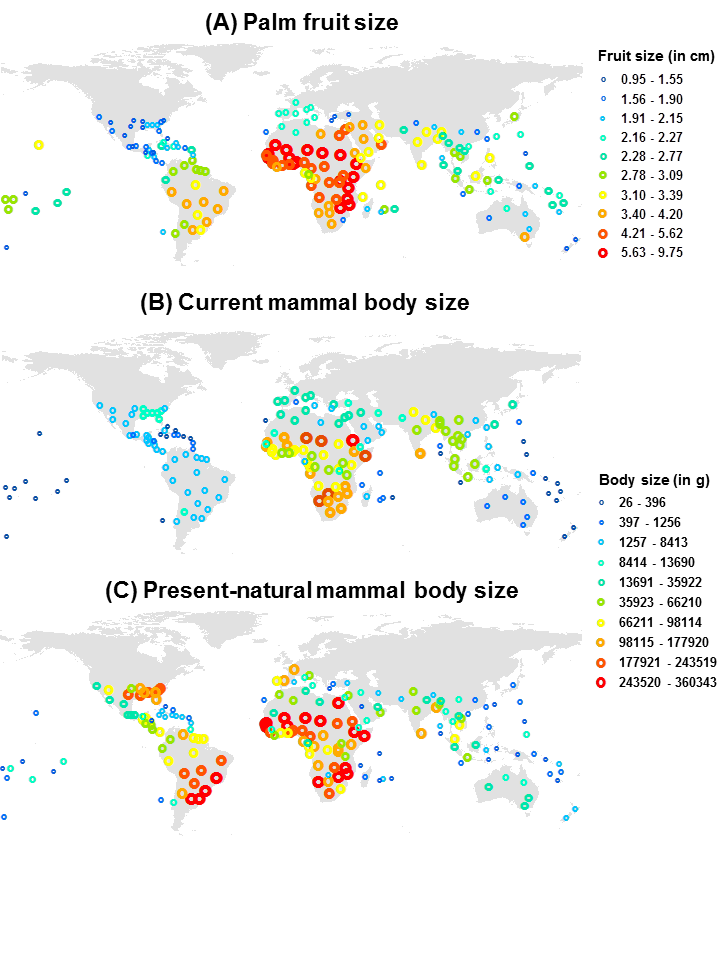 (A) Palm fruit size
Fruit size (in cm)
0.95 - 1.55
1.56 - 1.90
1.91 - 2.15
2.16 - 2.27
2.28 - 2.77
2.78 - 3.09
3.10 - 3.39
3.40 - 4.20
4.21 - 5.62
5.63 - 9.75
(B) Current mammal body size
Body size (in g)
26 - 396
397 - 1256
1257 - 8413
8414 - 13690
13691 - 35922
35923 - 66210
66211 - 98114
98115 - 177920
177921 - 243519
243520 - 360343
(C) Present-natural mammal body size